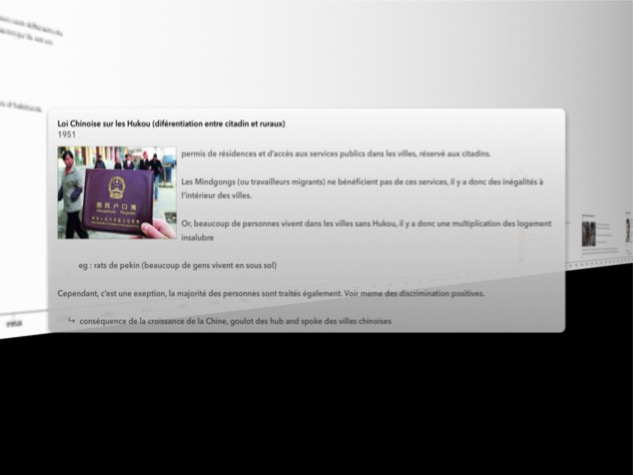 Loi Chinoise sur les Hukou (diférentiation entre citadin et ruraux)
1951
permis de résidences et d'accès aux services publics dans les villes, réservé aux citadins.
Les Mindgongs (ou travailleurs migrants) ne bénéficient pas de ces services, il y a donc des inégalités à
l'intérieur des villes.
Or, beaucoup de personnes vivent dans les villes sans Hukou, il y a donc une multiplication des logement
insalubre
居民户口簿
eg : rats de pekin (beaucoup de gens vivent en sous sol)
Cependant, c'est une exeption, la majorité des personnes sont traités également. Voir meme des discrimination positives.
↳ conséquence de la croissance de la Chine, goulot des hub and spoke des villes chinoises